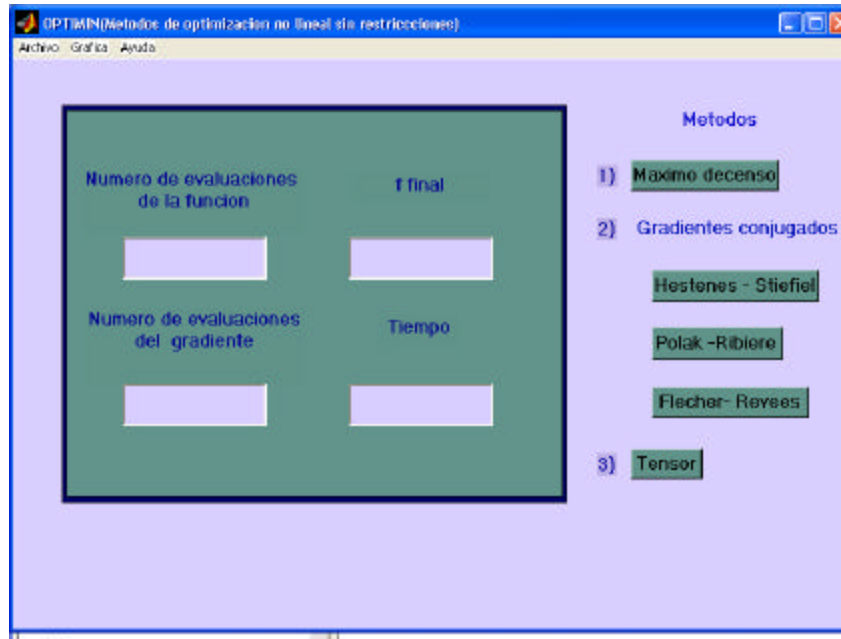 OPTIMIN(Metodos de optimizacion no lineal sin restriccciones)
Archivo Grafica Ayuda
Metodos
Numero de evaluaciones
de la funcion
f final
1) Maximo decenso
2) Gradientes conjugados
Hestenes - Stiefiel
Numero de evaluaciones
del gradiente
Tiempo
Polak -Ribiere
Flecher- Revees
3) Tensor